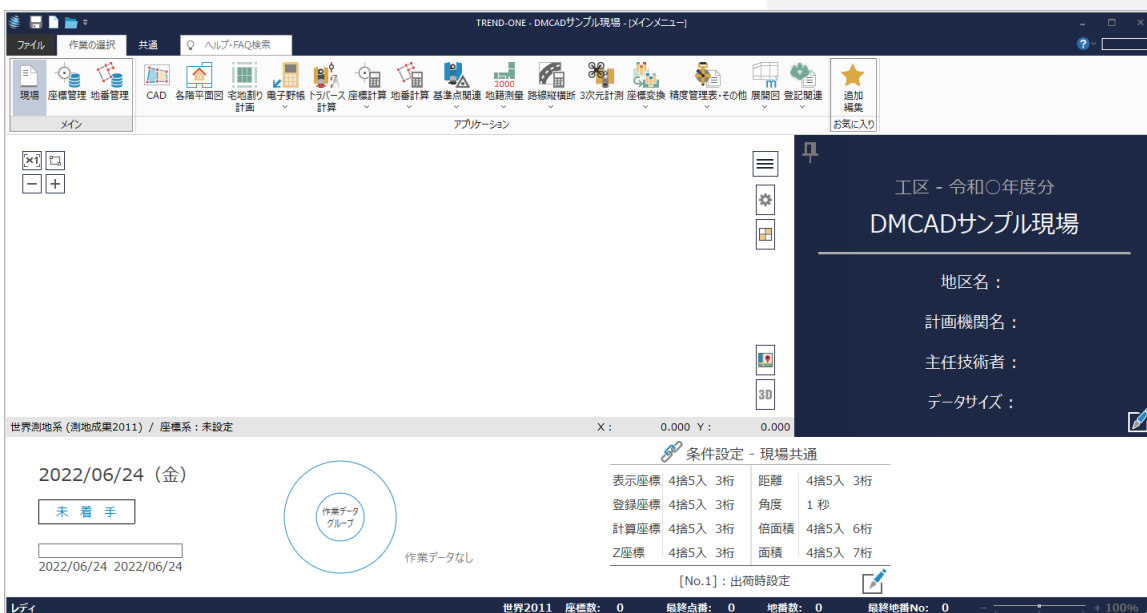 TREND-ONE - DMCADサンプル現場 - [メインメニュー]
ファイル 作業の選択 共通 ヘルプ・FAQ検索
現場 座標管理 地番管理 CAD 各階平面図 宅地割り計画 電子野帳 トラバース計算 座標計算 地番計算 基準点関連 2000 地籍測量 路線縦横断 3次元計測 座標変換 精度管理表・その他 m 展開図 登記関連 追加編集
メイン アプリケーション お気に入り
[×1]
工区 - 令和○年度分
DMCADサンプル現場
地区名：
計画機関名：
主任技術者：
データサイズ：
3D
世界測地系 (測地成果2011) / 座標系：未設定 X： 0.000 Y： 0.000
2022/06/24（金）
未 着 手
2022/06/24 2022/06/24
作業データ
グループ
作業データなし
条件設定 - 現場共通
表示座標 4捨5入 3桁 距離 4捨5入 3桁
登録座標 4捨5入 3桁 角度 1 秒
計算座標 4捨5入 3桁 倍面積 4捨5入 6桁
Z座標 4捨5入 3桁 面積 4捨5入 7桁
[No.1]：出荷時設定
レディ 世界2011 座標数: 0 最終点番: 0 地番数: 0 最終地番No: 0 100%